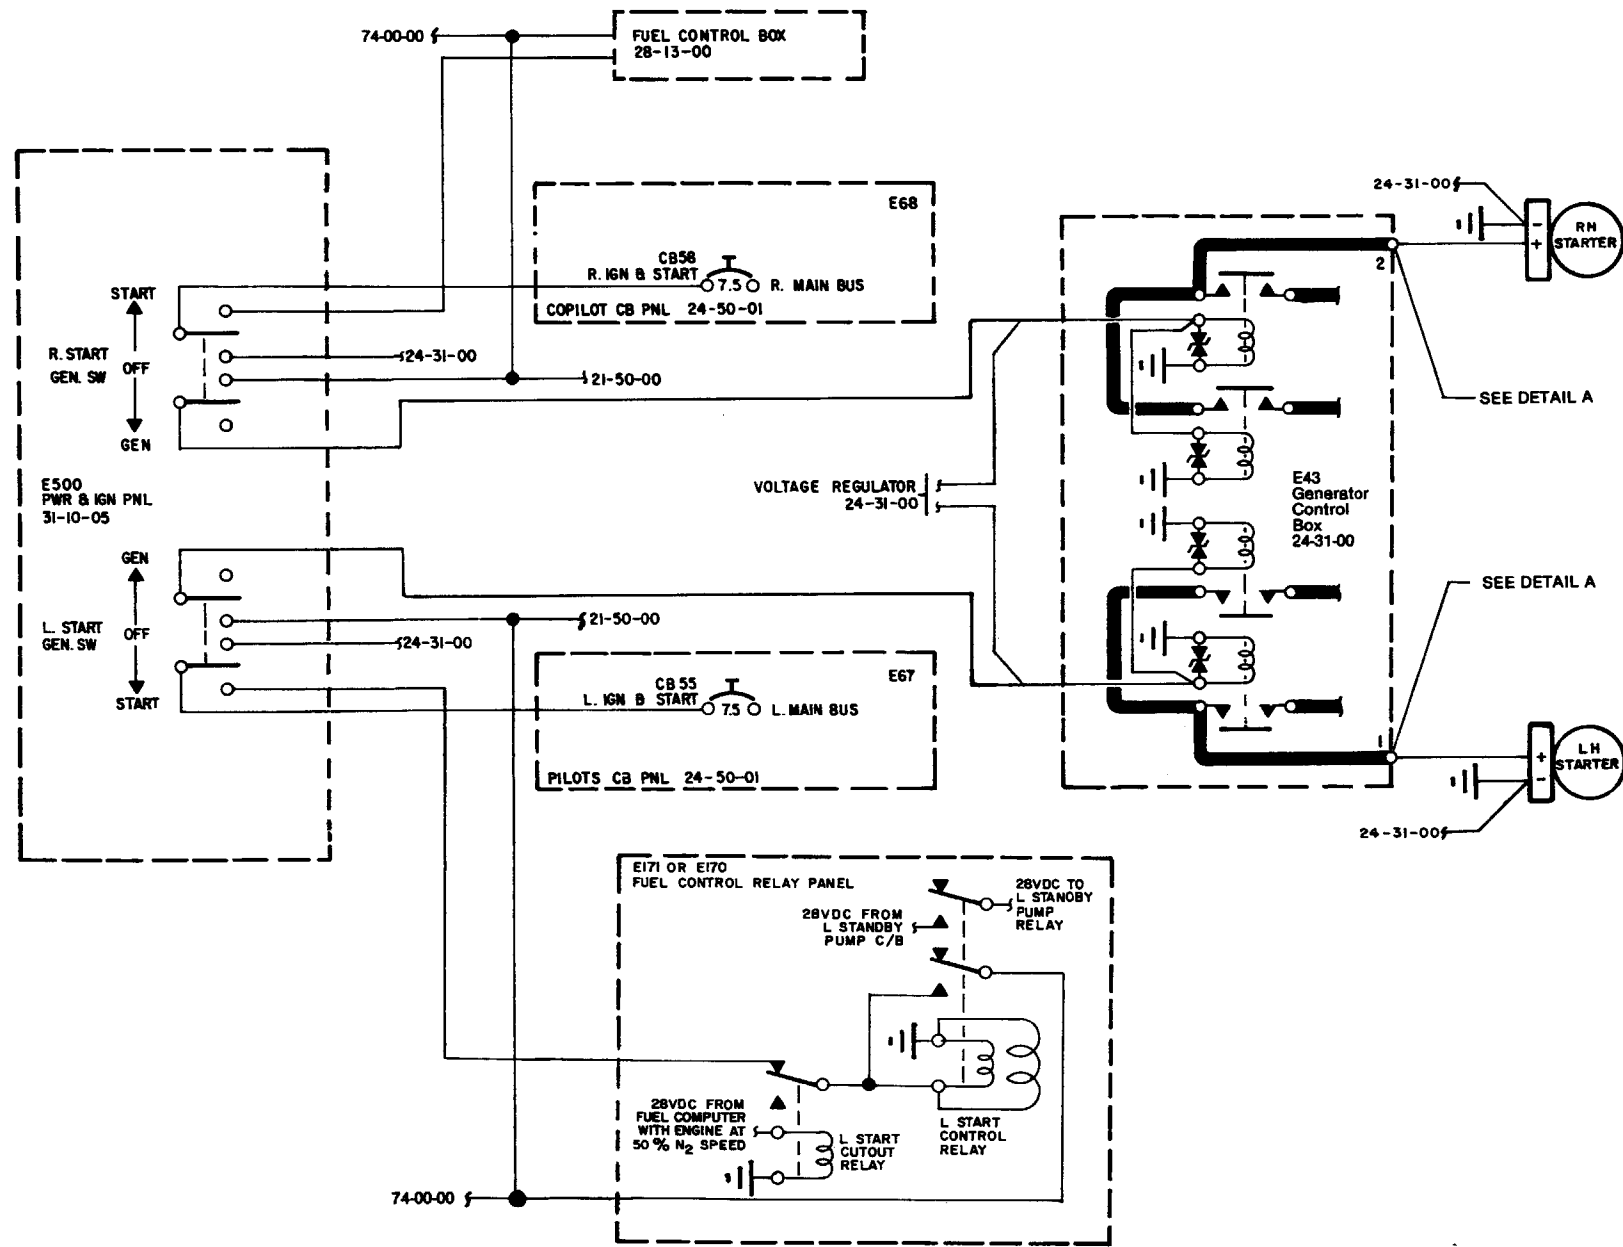 74-00-00
FUEL CONTROL BOX
28-13-00
E68
CB58
R. IGN & START
7.5
R. MAIN BUS
COPILOT CB PNL 24-50-01
START
R. START
GEN. SW
OFF
GEN
24-31-00
21-50-00
E500
PWR & IGN PNL
31-10-05
VOLTAGE REGULATOR
24-31-00
24-31-00
-
+
RH
STARTER
2
SEE DETAIL A
E43
Generator
Control
Box
24-31-00
SEE DETAIL A
GEN
L. START
GEN. SW
OFF
START
21-50-00
24-31-00
E67
CB55
L. IGN & START
7.5
L. MAIN BUS
PILOTS CB PNL 24-50-01
1
+
-
LH
STARTER
24-31-00
E171 OR E170
FUEL CONTROL RELAY PANEL
28VDC TO
L STANDBY
PUMP
RELAY
28VDC FROM
L STANDBY
PUMP C/B
28VDC FROM
FUEL COMPUTER
WITH ENGINE AT
50% N2 SPEED
L START
CUTOUT
RELAY
L START
CONTROL
RELAY
74-00-00